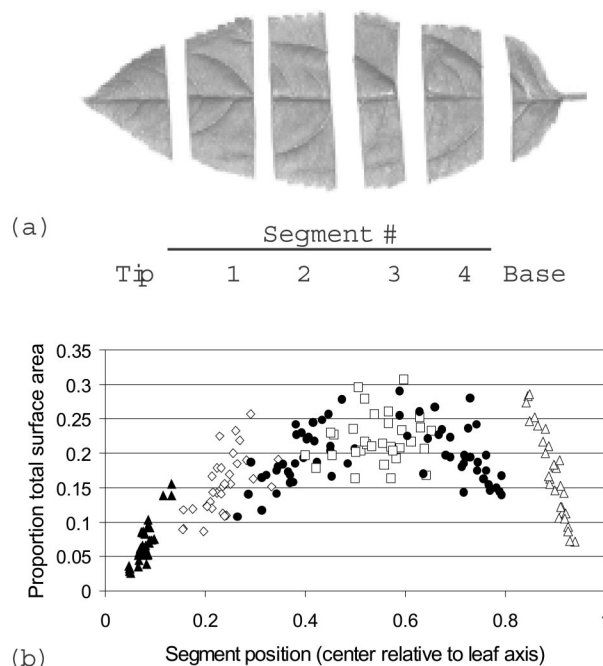 (a)
Segment #
Tip 1 2 3 4 Base
Proportion total surface area
0.35
0.3
0.25
0.2
0.15
0.1
0.05
0
0 0.2 0.4 0.6 0.8 1
Segment position (center relative to leaf axis)
(b)